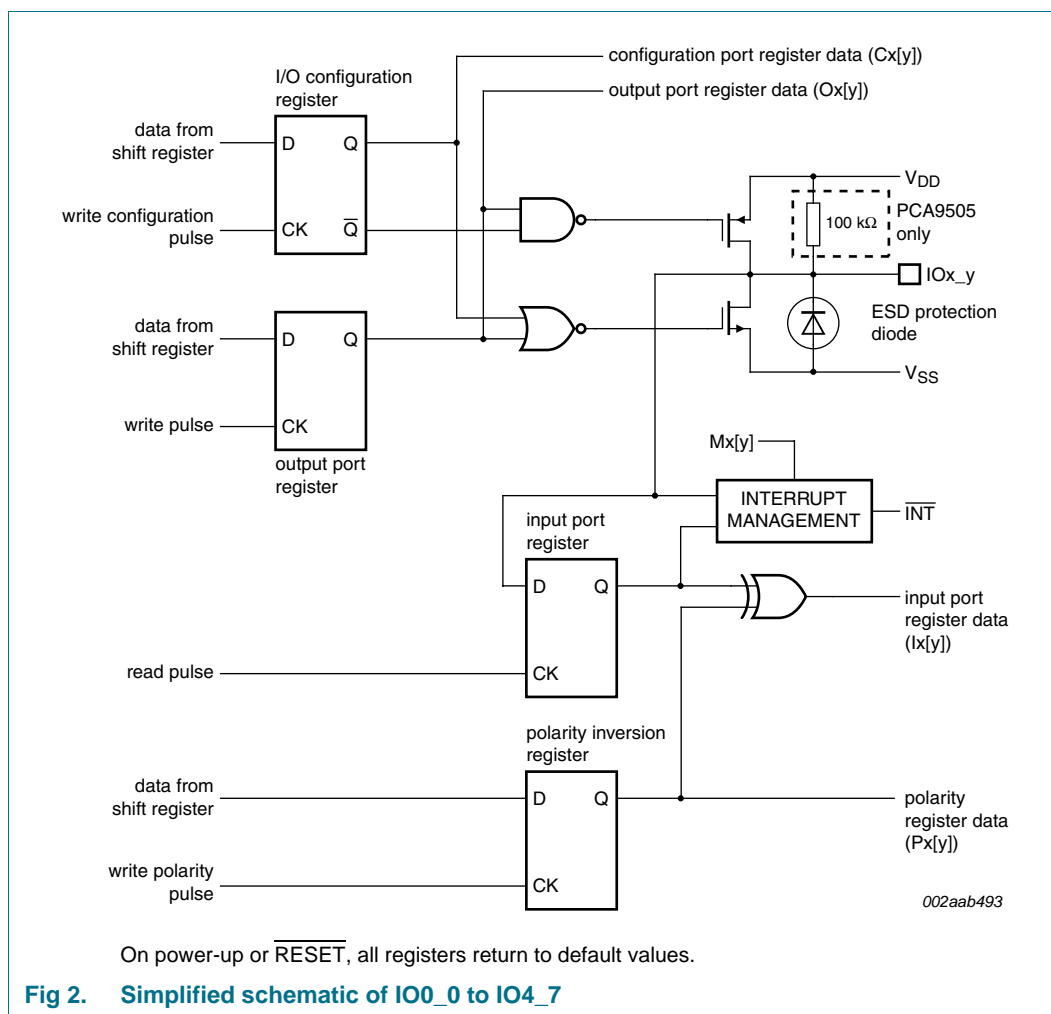 configuration port register data (Cx[y])
I/O configuration
register
output port register data (Ox[y])
data from
shift register
D
Q
VDD
write configuration
pulse
CK
Q
100 kΩ
PCA9505
only
IOx_y
data from
shift register
D
Q
ESD protection
diode
VSS
write pulse
CK
output port
register
Mx[y]
INTERRUPT
MANAGEMENT
INT
input port
register
D
Q
input port
register data
(Ix[y])
read pulse
CK
polarity inversion
register
data from
shift register
D
Q
polarity
register data
(Px[y])
write polarity
pulse
CK
002aab493
On power-up or RESET, all registers return to default values.
Fig 2. Simplified schematic of IO0_0 to IO4_7